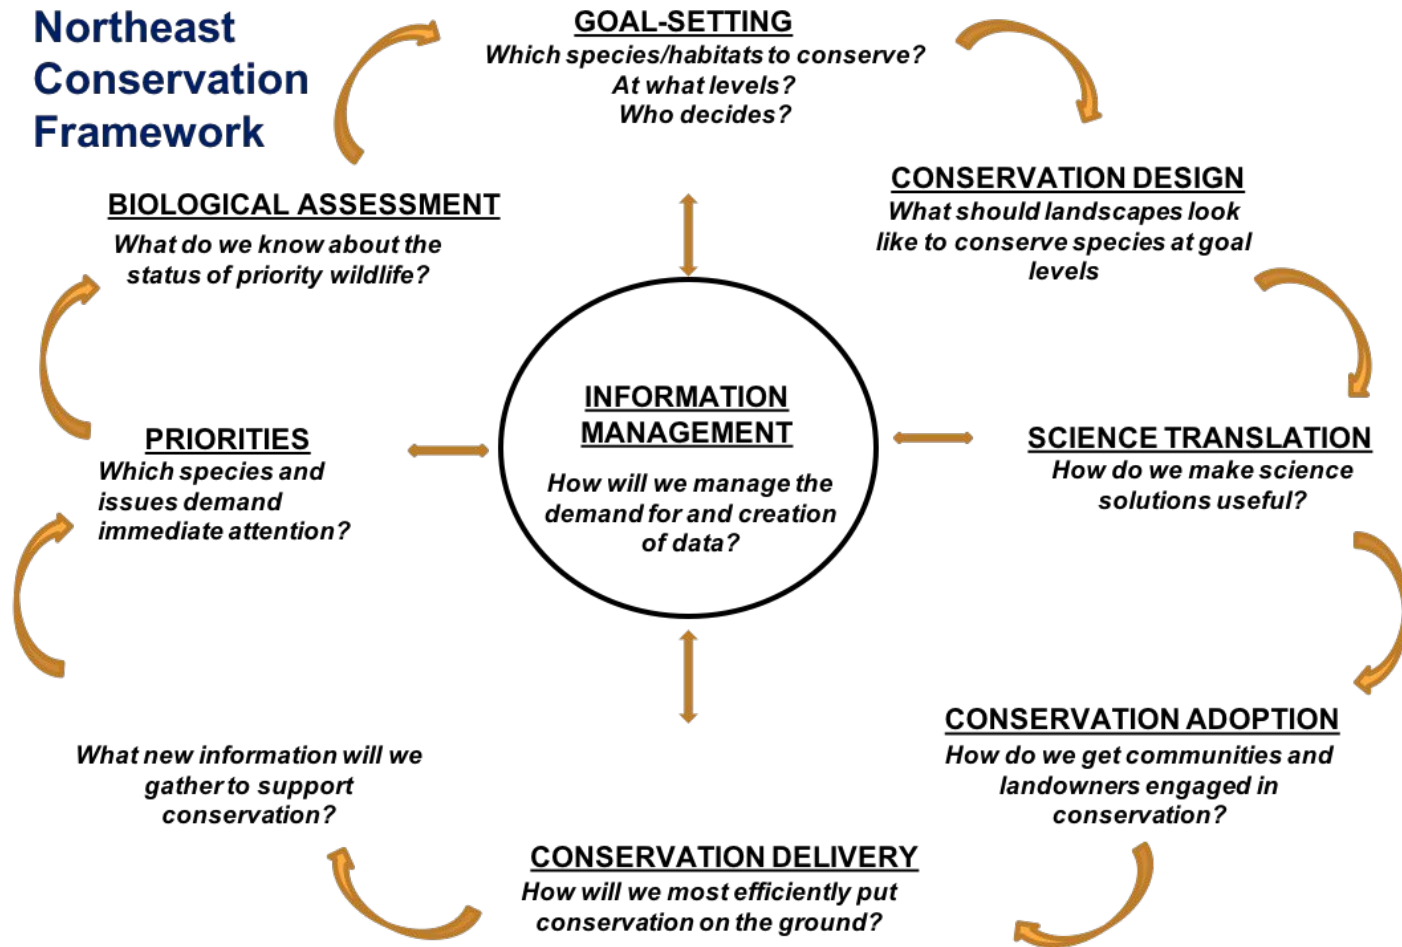 Northeast
Conservation
Framework
GOAL-SETTING
Which species/habitats to conserve?
At what levels?
Who decides?
CONSERVATION DESIGN
What should landscapes look
like to conserve species at goal
levels
BIOLOGICAL ASSESSMENT
What do we know about the
status of priority wildlife?
INFORMATION
MANAGEMENT
How will we manage the
demand for and creation
of data?
PRIORITIES
Which species and
issues demand
immediate attention?
SCIENCE TRANSLATION
How do we make science
solutions useful?
What new information will we
gather to support
conservation?
CONSERVATION ADOPTION
How do we get communities and
landowners engaged in
conservation?
CONSERVATION DELIVERY
How will we most efficiently put
conservation on the ground?